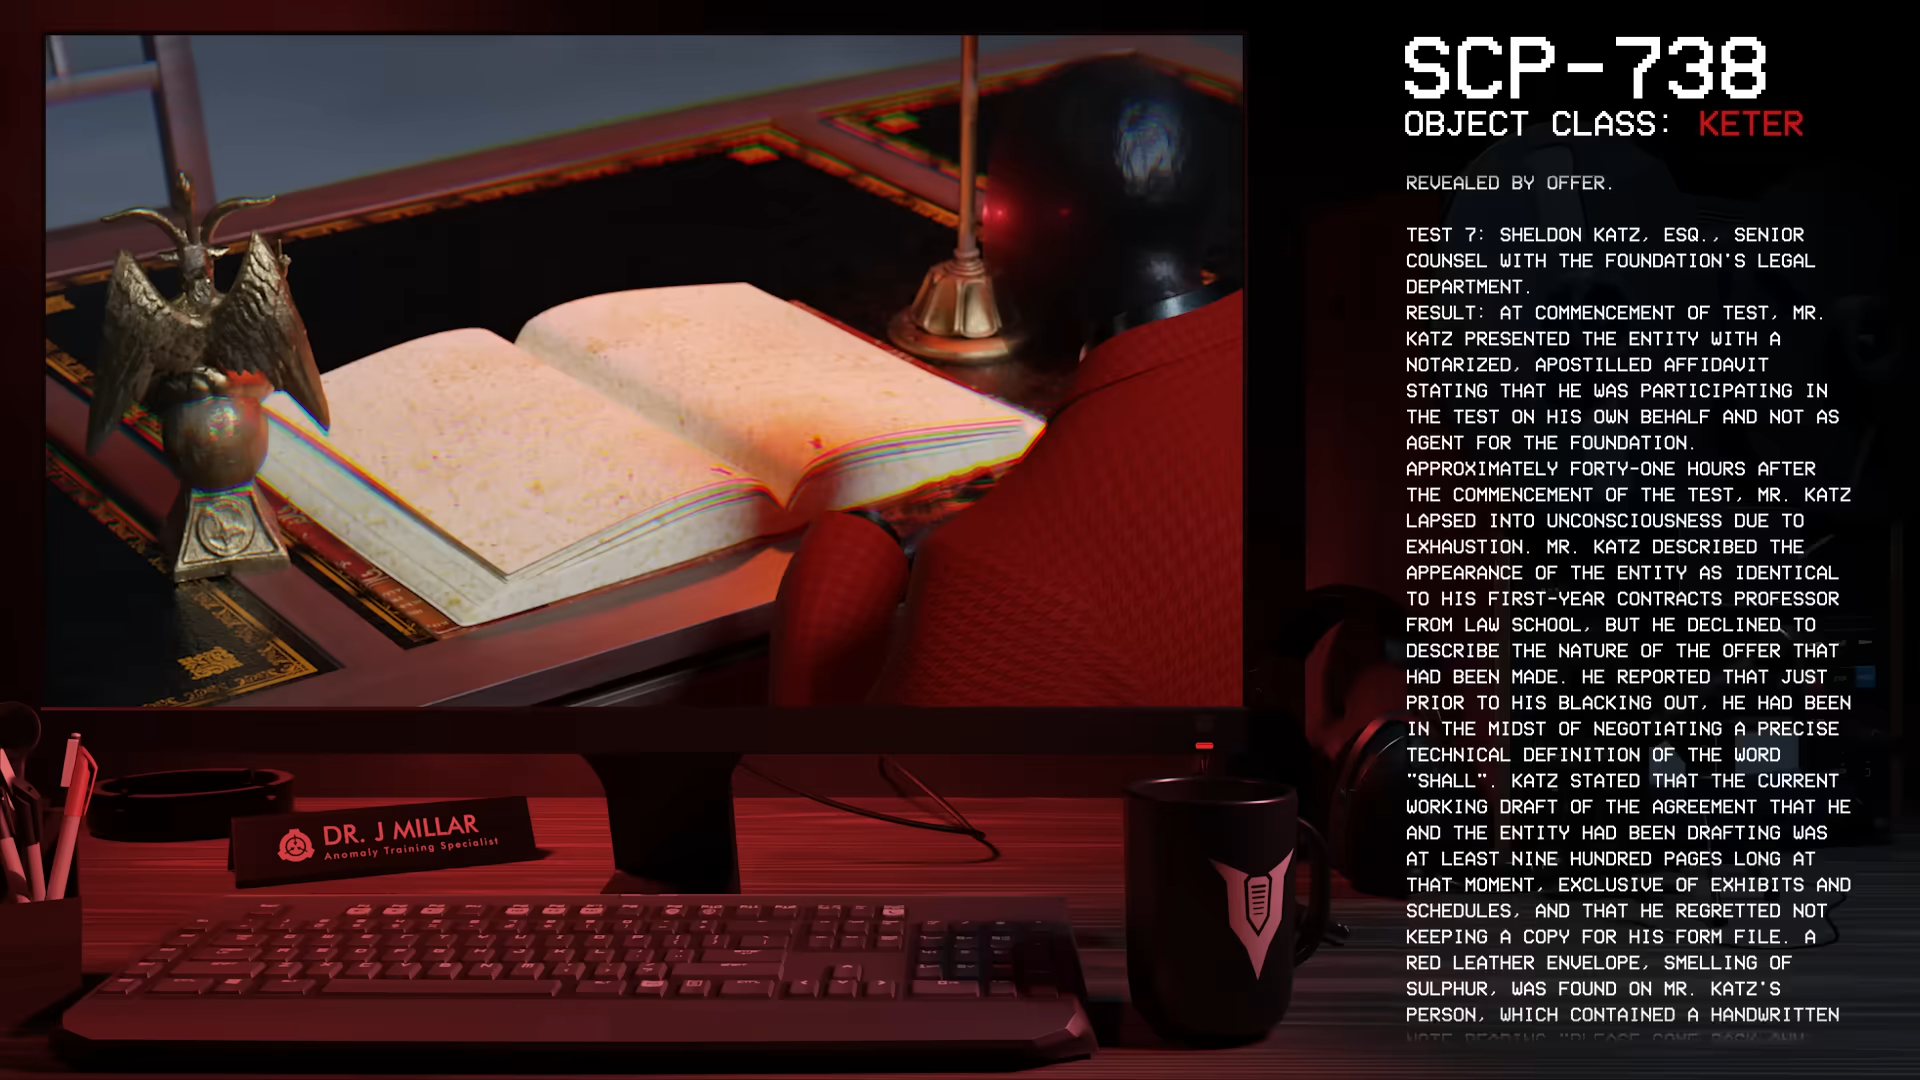 SCP-738
OBJECT CLASS: KETER
REVEALED BY OFFER.
TEST 7: SHELDON KATZ, ESQ., SENIOR
COUNSEL WITH THE FOUNDATION'S LEGAL
DEPARTMENT.
RESULT: AT COMMENCEMENT OF TEST, MR.
KATZ PRESENTED THE ENTITY WITH A
NOTARIZED, APOSTILLED AFFIDAVIT
STATING THAT HE WAS PARTICIPATING IN
THE TEST ON HIS OWN BEHALF AND NOT AS
AGENT FOR THE FOUNDATION.
APPROXIMATELY FORTY-ONE HOURS AFTER
THE COMMENCEMENT OF THE TEST, MR. KATZ
LAPSED INTO UNCONSCIOUSNESS DUE TO
EXHAUSTION. MR. KATZ DESCRIBED THE
APPEARANCE OF THE ENTITY AS IDENTICAL
TO HIS FIRST-YEAR CONTRACTS PROFESSOR
FROM LAW SCHOOL, BUT HE DECLINED TO
DESCRIBE THE NATURE OF THE OFFER THAT
HAD BEEN MADE. HE REPORTED THAT JUST
PRIOR TO HIS BLACKING OUT, HE HAD BEEN
IN THE MIDST OF NEGOTIATING A PRECISE
TECHNICAL DEFINITION OF THE WORD
"SHALL". KATZ STATED THAT THE CURRENT
WORKING DRAFT OF THE AGREEMENT THAT HE
AND THE ENTITY HAD BEEN DRAFTING WAS
AT LEAST NINE HUNDRED PAGES LONG AT
THAT MOMENT, EXCLUSIVE OF EXHIBITS AND
SCHEDULES, AND THAT HE REGRETTED NOT
KEEPING A COPY FOR HIS FORM FILE. A
RED LEATHER ENVELOPE, SMELLING OF
SULPHUR, WAS FOUND ON MR. KATZ'S
PERSON, WHICH CONTAINED A HANDWRITTEN
NOTE READING "PLEASE COME BACK ANY
DR. J MILLAR
Anomaly Training Specialist